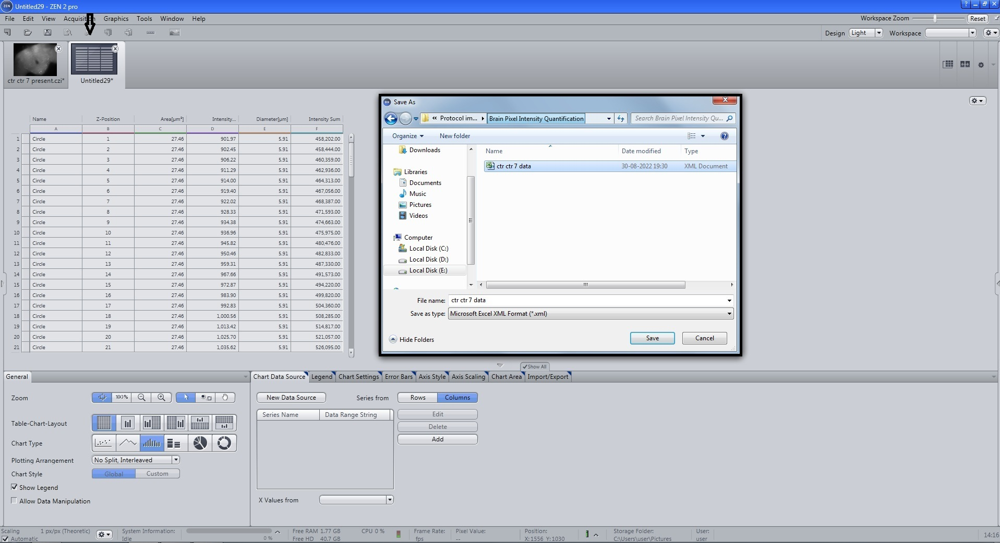 Untitled29 - ZEN 2 pro
File Edit View Acquisition Graphics Tools Window Help
Workspace Zoom Reset
Design Light Workspace
ctr ctr 7 present.czi*
Untitled29*
Name Z-Position Area[µm²] Intensity... Diameter[µm] Intensity Sum
A B C D E F
1 Circle 1 27.46 901.97 5.91 458,202.00
2 Circle 2 27.46 902.45 5.91 458,444.00
3 Circle 3 27.46 906.22 5.91 460,359.00
4 Circle 4 27.46 911.29 5.91 462,936.00
5 Circle 5 27.46 914.00 5.91 464,313.00
6 Circle 6 27.46 919.40 5.91 467,056.00
7 Circle 7 27.46 922.02 5.91 468,387.00
8 Circle 8 27.46 928.33 5.91 471,593.00
9 Circle 9 27.46 934.38 5.91 474,663.00
10 Circle 10 27.46 936.96 5.91 475,975.00
11 Circle 11 27.46 945.82 5.91 480,476.00
12 Circle 12 27.46 950.46 5.91 482,833.00
13 Circle 13 27.46 959.31 5.91 487,330.00
14 Circle 14 27.46 967.66 5.91 491,573.00
15 Circle 15 27.46 972.87 5.91 494,220.00
16 Circle 16 27.46 983.90 5.91 499,820.00
17 Circle 17 27.46 992.83 5.91 504,360.00
18 Circle 18 27.46 1,000.56 5.91 508,285.00
19 Circle 19 27.46 1,013.42 5.91 514,817.00
20 Circle 20 27.46 1,025.70 5.91 521,057.00
21 Circle 21 27.46 1,035.62 5.91 526,095.00
Save As
« Protocol im... Brain Pixel Intensity Quantification Search Brain Pixel Intensity Qu...
Organize New folder
Downloads
Libraries
Documents
Music
Pictures
Videos
Computer
Local Disk (C:)
Local Disk (D:)
Local Disk (E:)
Name Date modified Type
ctr ctr 7 data 30-08-2022 19:30 XML Document
File name: ctr ctr 7 data
Save as type: Microsoft Excel XML Format (*.xml)
Hide Folders Save Cancel
Show All
General
Zoom 100%
Table-Chart-Layout
Chart Type
Plotting Arrangement No Split, Interleaved
Chart Style Global Custom
Show Legend
Allow Data Manipulation
Chart Data Source Legend Chart Settings Error Bars Axis Style Axis Scaling Chart Area Import/Export
New Data Source Series from Rows Columns
Series Name Data Range String
Edit
Delete
Add
X Values from
Scaling 1 px/px (Theoretic) System Information: Free RAM 1.77 GB CPU 0 % Frame Rate: Pixel Value: Position: Storage Folder: User:
Automatic Idle 0 % Free HD 40.7 GB fps -- X:1556 Y:1030 C:\Users\user\Pictures user
14:16